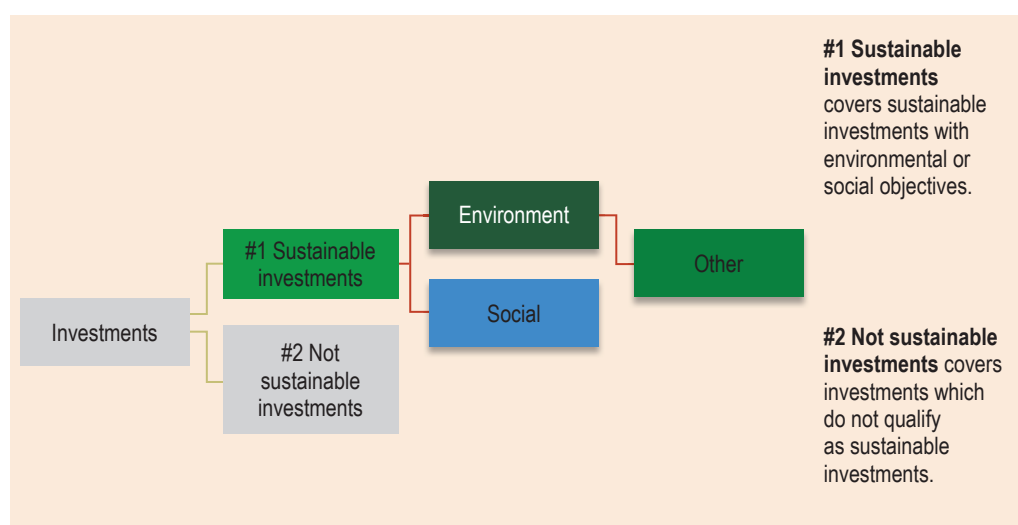 Investments
#1 Sustainable
investments
#2 Not
sustainable
investments
Environment
Social
Other
#1 Sustainable
investments
covers sustainable
investments with
environmental or
social objectives.
#2 Not sustainable
investments covers
investments which
do not qualify
as sustainable
investments.